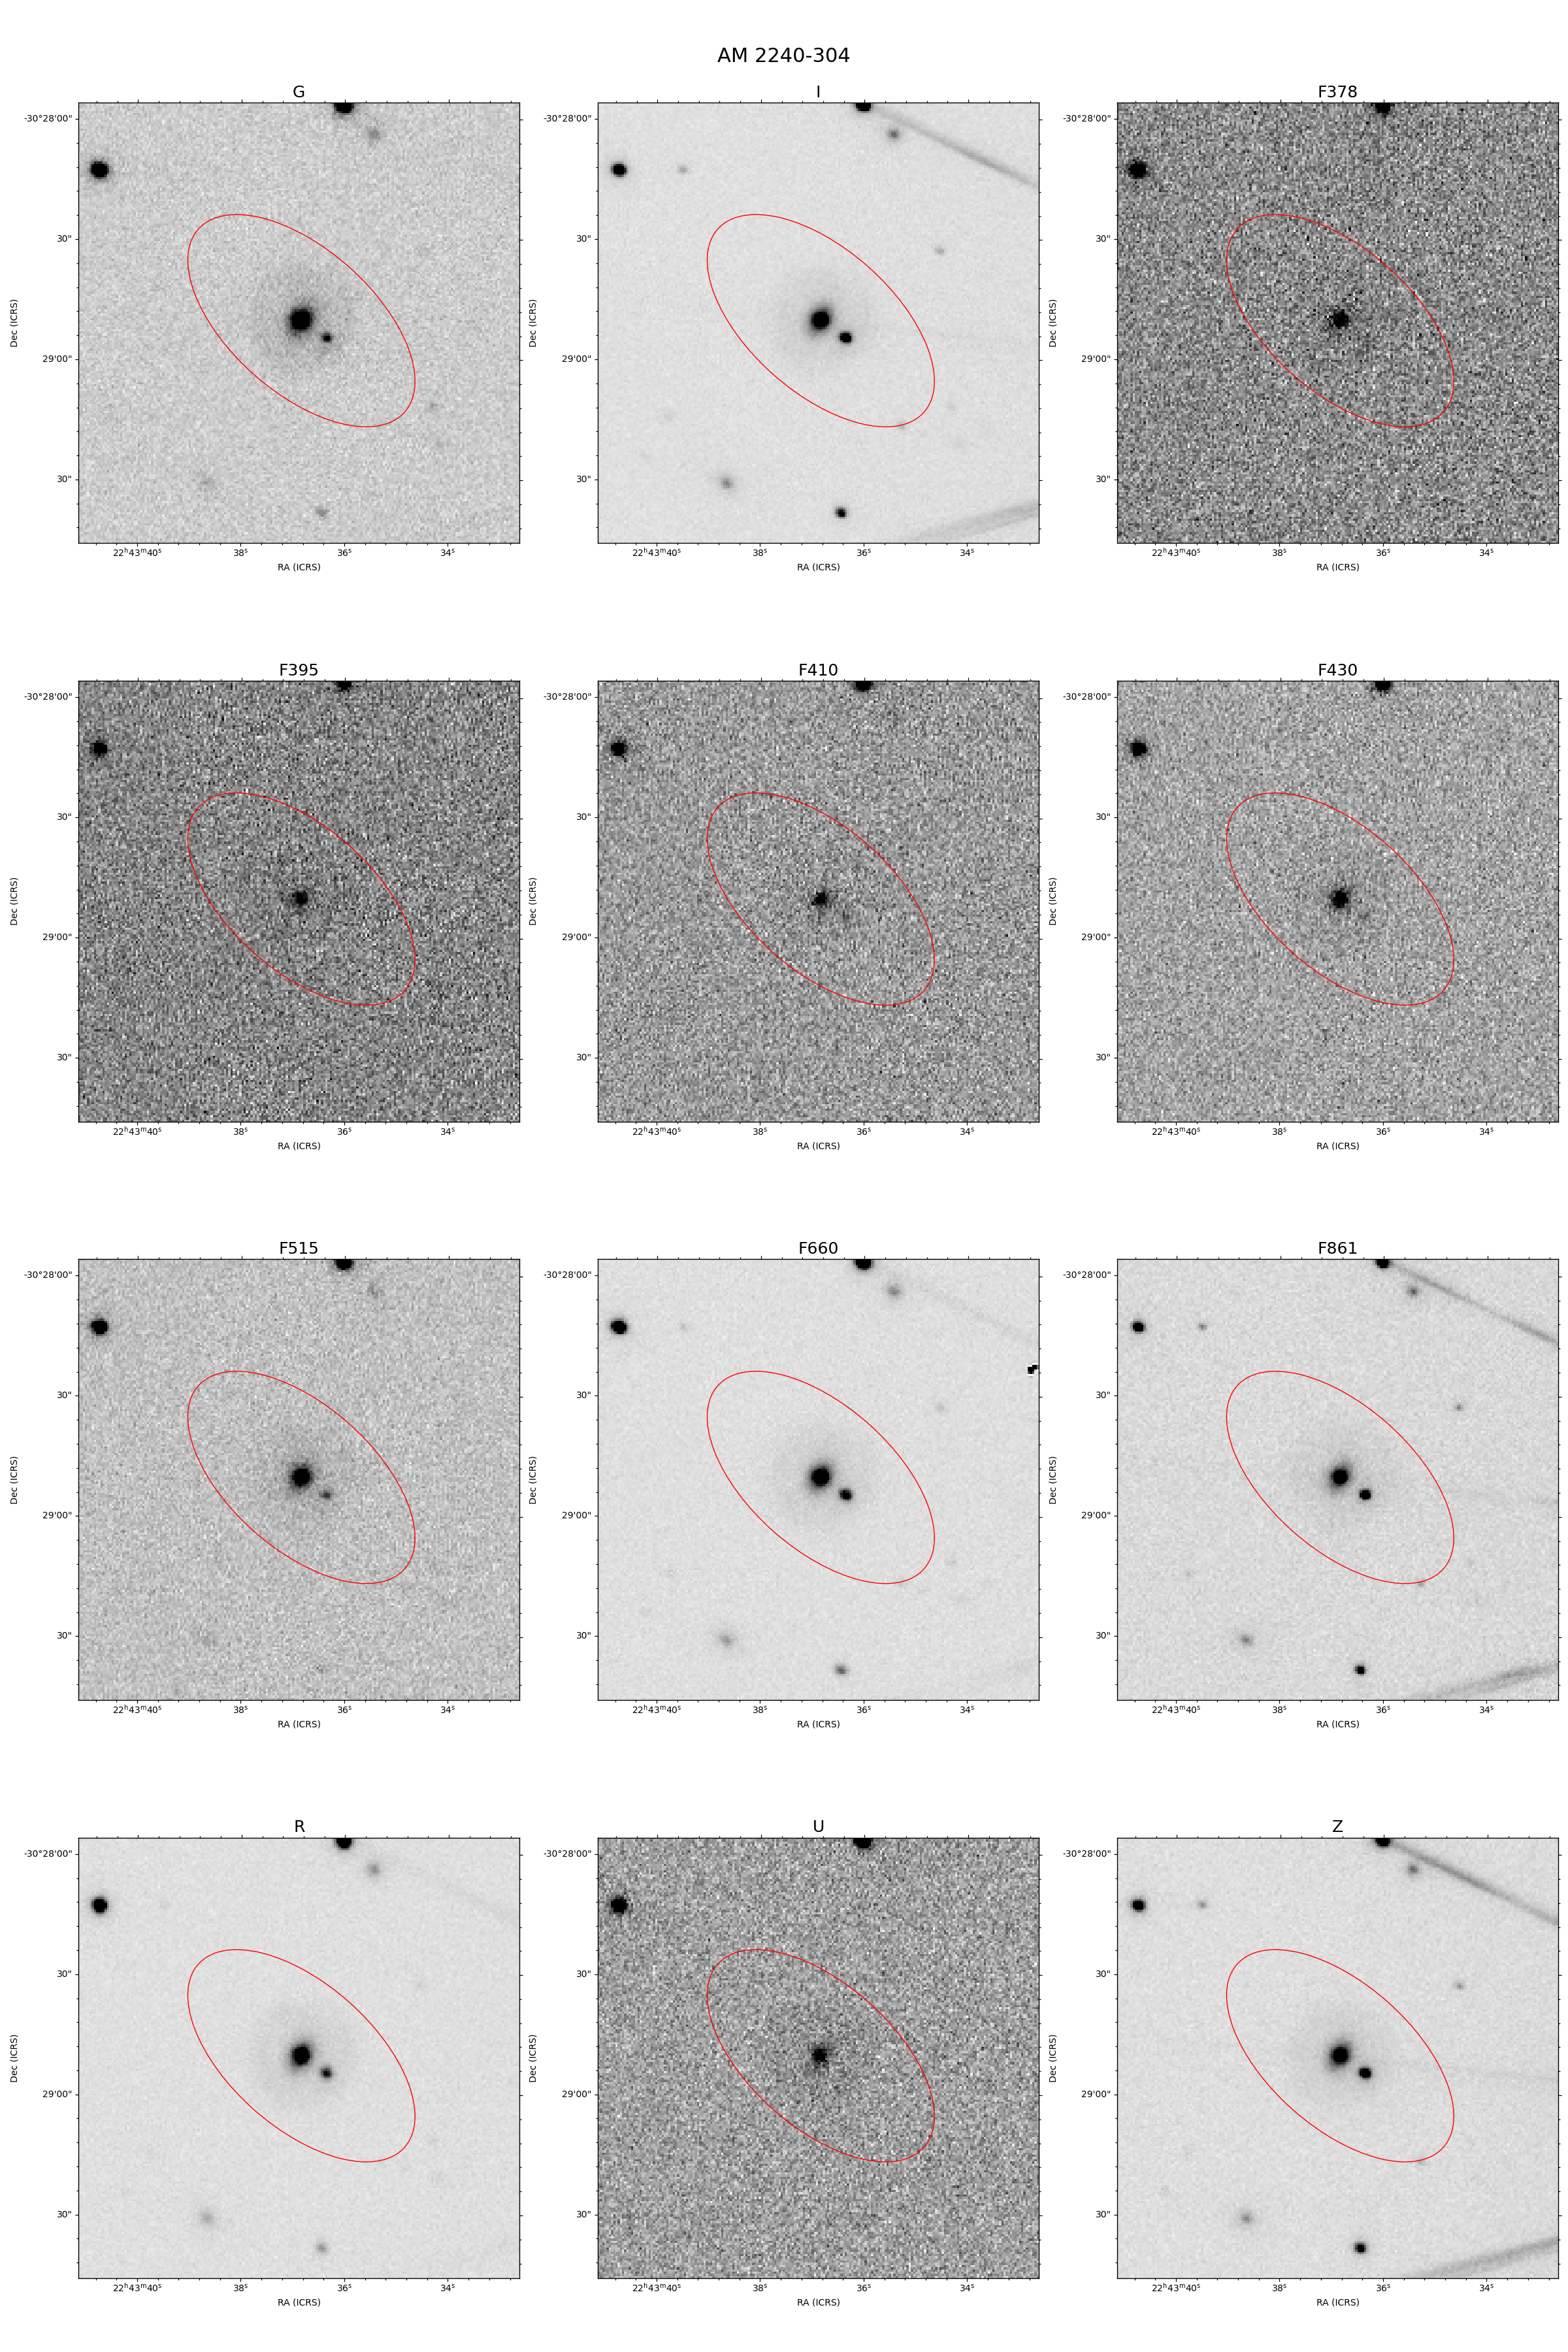 AM 2240-304
G I F378
-30°28'00" -30°28'00" -30°28'00"
30" 30" 30"
Dec (ICRS) Dec (ICRS) Dec (ICRS)
29'00" 29'00" 29'00"
30" 30" 30"
22h43m40s 38s 36s 34s 22h43m40s 38s 36s 34s 22h43m40s 38s 36s 34s
RA (ICRS) RA (ICRS) RA (ICRS)
F395 F410 F430
-30°28'00" -30°28'00" -30°28'00"
30" 30" 30"
Dec (ICRS) Dec (ICRS) Dec (ICRS)
29'00" 29'00" 29'00"
30" 30" 30"
22h43m40s 38s 36s 34s 22h43m40s 38s 36s 34s 22h43m40s 38s 36s 34s
RA (ICRS) RA (ICRS) RA (ICRS)
F515 F660 F861
-30°28'00" -30°28'00" -30°28'00"
30" 30" 30"
Dec (ICRS) Dec (ICRS) Dec (ICRS)
29'00" 29'00" 29'00"
30" 30" 30"
22h43m40s 38s 36s 34s 22h43m40s 38s 36s 34s 22h43m40s 38s 36s 34s
RA (ICRS) RA (ICRS) RA (ICRS)
R U Z
-30°28'00" -30°28'00" -30°28'00"
30" 30" 30"
Dec (ICRS) Dec (ICRS) Dec (ICRS)
29'00" 29'00" 29'00"
30" 30" 30"
22h43m40s 38s 36s 34s 22h43m40s 38s 36s 34s 22h43m40s 38s 36s 34s
RA (ICRS) RA (ICRS) RA (ICRS)